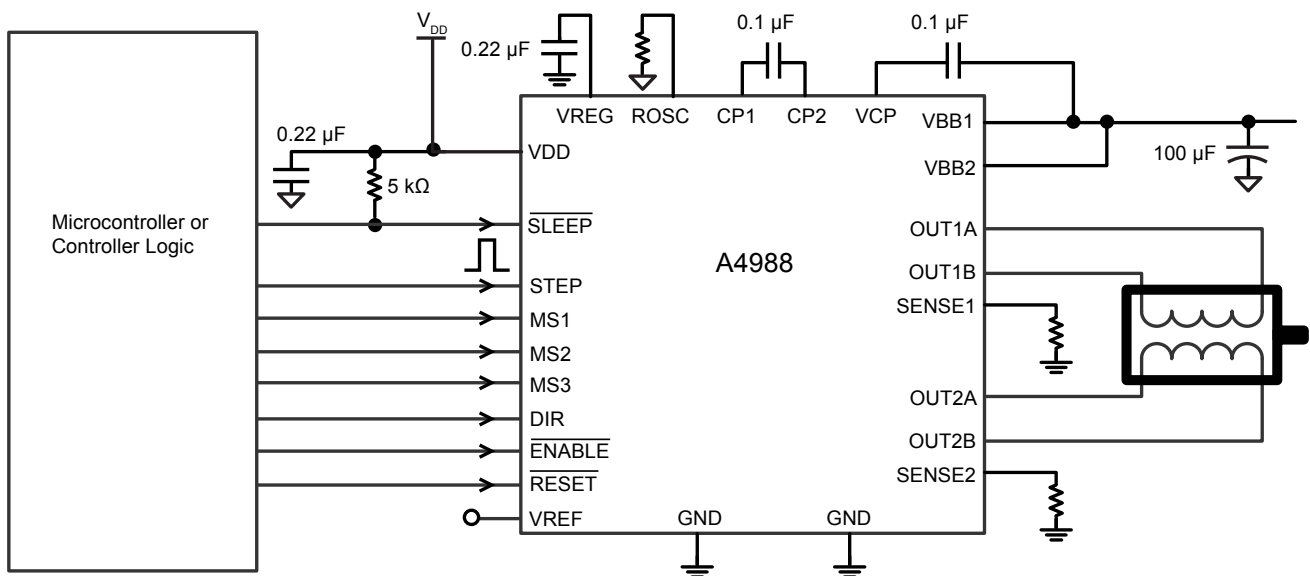 V_DD
0.1 µF
0.1 µF
0.22 µF
VREG
ROSC
CP1
CP2
VCP
VBB1
0.22 µF
VDD
VBB2
100 µF
5 kΩ
Microcontroller or
Controller Logic
SLEEP
OUT1A
A4988
OUT1B
STEP
SENSE1
MS1
MS2
MS3
OUT2A
DIR
OUT2B
ENABLE
SENSE2
RESET
VREF
GND
GND